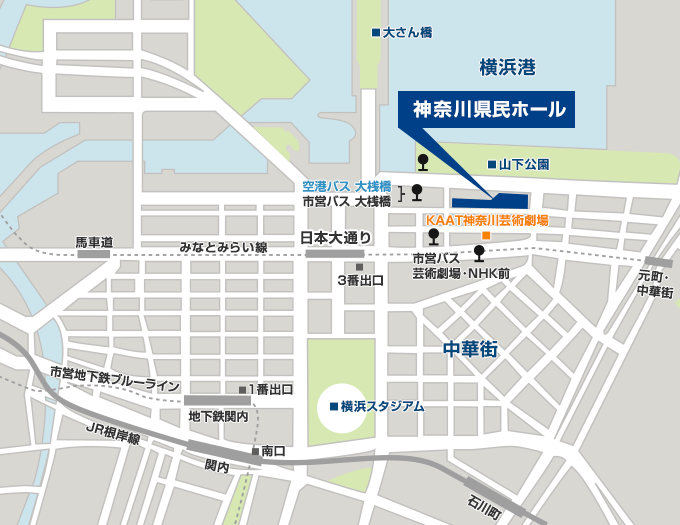 大さん橋
横浜港
神奈川県民ホール
山下公園
空港バス 大桟橋
市営バス 大桟橋
KAAT神奈川芸術劇場
馬車道
みなとみらい線
日本大通り
市営バス
芸術劇場・NHK前
3番出口
元町・
中華街
中華街
市営地下鉄ブルーライン
1番出口
地下鉄関内
横浜スタジアム
JR根岸線
関内
南口
石川町